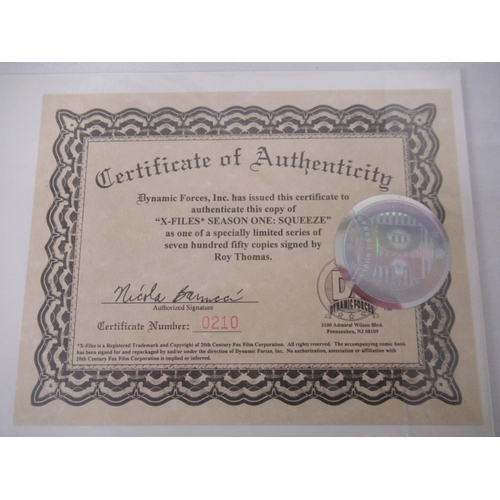 Certificate of Authenticity
Dynamic Forces, Inc. has issued this certificate to
authenticate this copy of
"X-FILES* SEASON ONE: SQUEEZE"
as one of a specially limited series of
seven hundred fifty copies signed by
Roy Thomas.
Nicola Barrucci
Authorized Signature
Certificate Number: 0210
DYNAMIC FORCES
3100 Admiral Wilson Blvd.
Pennsauken, NJ 08109
*X-Files is a Registered Trademark and Copyright of 20th Century Fox Film Corporation. All rights reserved. The accompanying comic book
has been signed for and repackaged by and/or under the direction of Dynamic Forces, Inc. No authorization, association or affiliation with
20th Century Fox Film Corporation is implied or inferred.